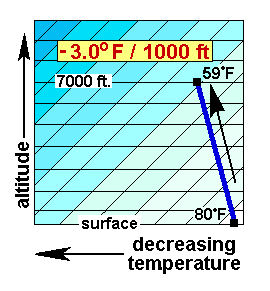 -3.0°F / 1000 ft
59°F
7000 ft.
altitude
80°F
surface
decreasing
temperature